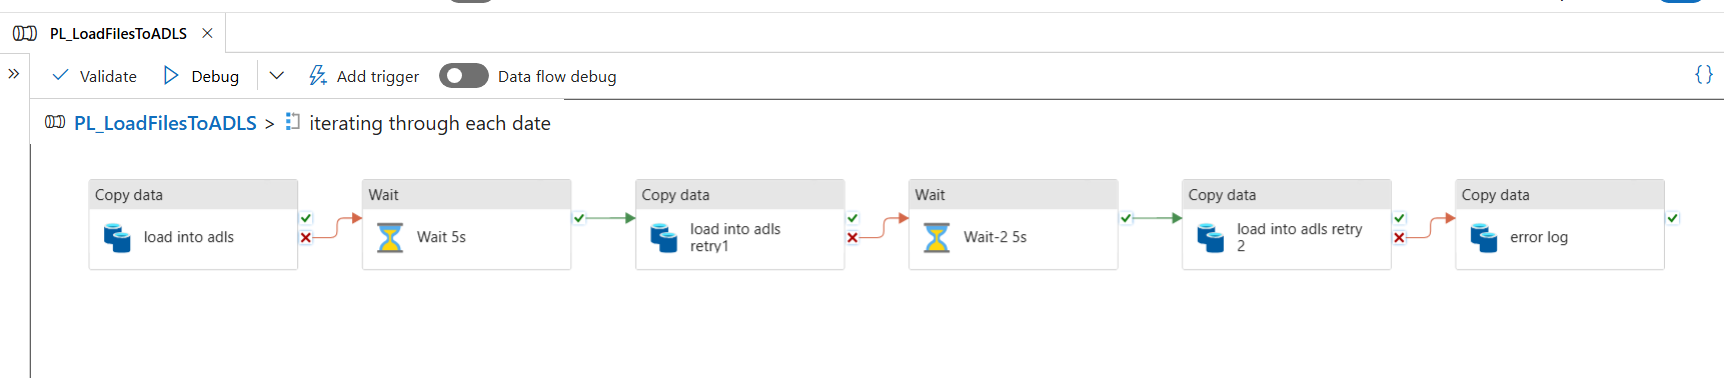 PL_LoadFilesToADLS
Validate Debug Add trigger Data flow debug {}
PL_LoadFilesToADLS > iterating through each date
Copy data
load into adls
Wait
Wait 5s
Copy data
load into adls
retry1
Wait
Wait-2 5s
Copy data
load into adls retry
2
Copy data
error log